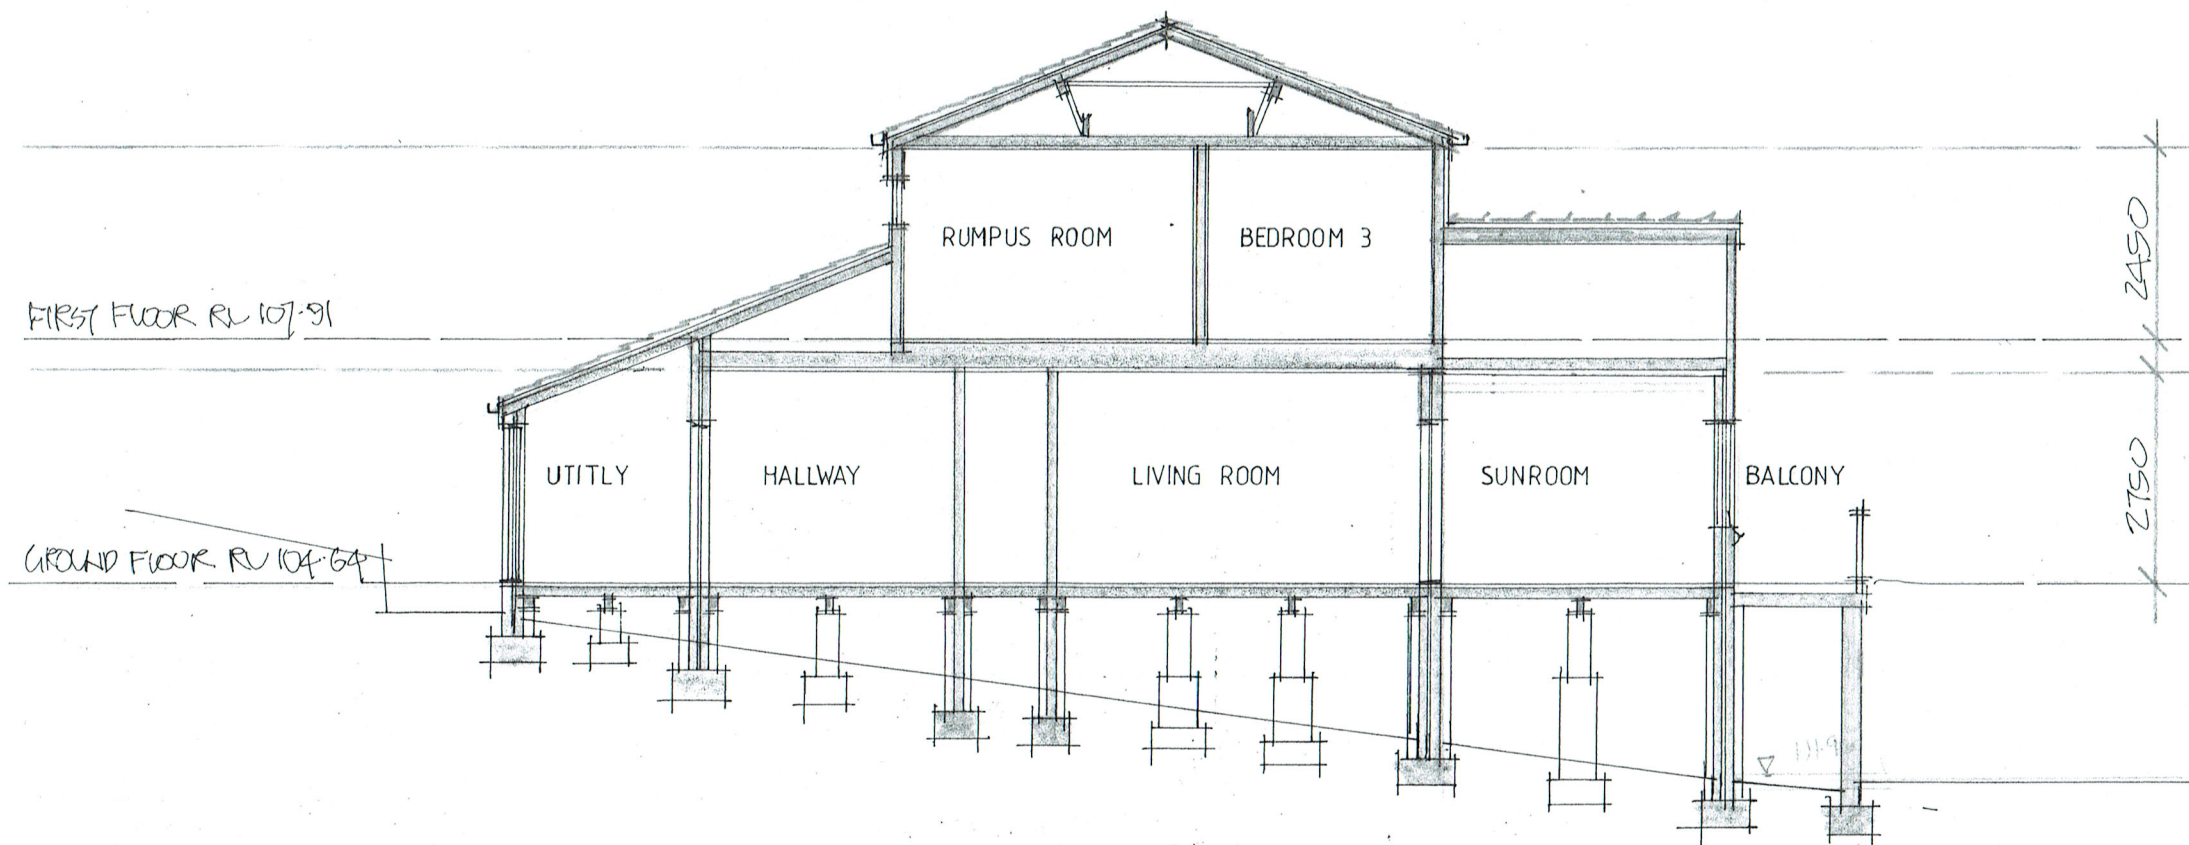 RUMPUS ROOM
BEDROOM 3
2450
FIRST FLOOR RL 107.91
UTITLY
HALLWAY
LIVING ROOM
SUNROOM
BALCONY
2750
GROUND FLOOR RL 104.64